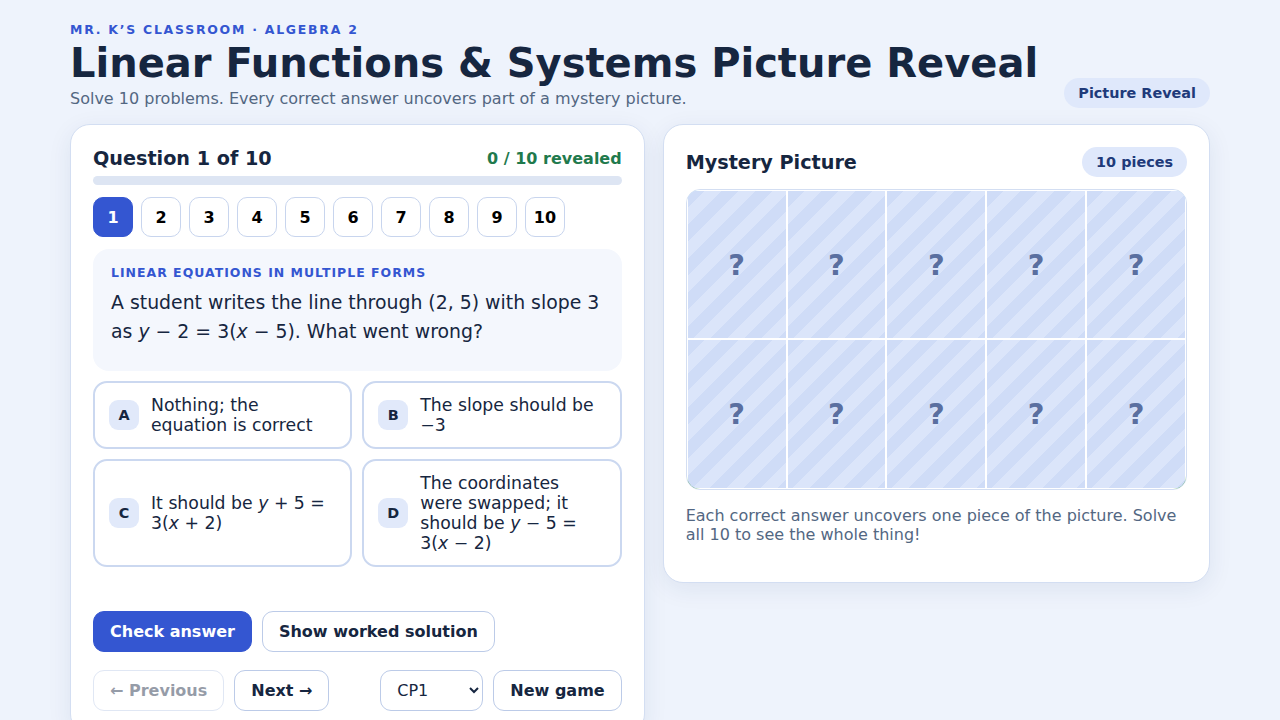 MR. K’S CLASSROOM · ALGEBRA 2
Linear Functions & Systems Picture Reveal
Solve 10 problems. Every correct answer uncovers part of a mystery picture.
Picture Reveal
Question 1 of 10
0 / 10 revealed
1 2 3 4 5 6 7 8 9 10
LINEAR EQUATIONS IN MULTIPLE FORMS
A student writes the line through (2, 5) with slope 3
as y − 2 = 3(x − 5). What went wrong?
A
Nothing; the
equation is correct
B
The slope should be
−3
C
It should be y + 5 =
3(x + 2)
D
The coordinates
were swapped; it
should be y − 5 =
3(x − 2)
Check answer
Show worked solution
← Previous
Next →
CP1
New game
Mystery Picture
10 pieces
? ? ? ? ?
? ? ? ? ?
Each correct answer uncovers one piece of the picture. Solve
all 10 to see the whole thing!